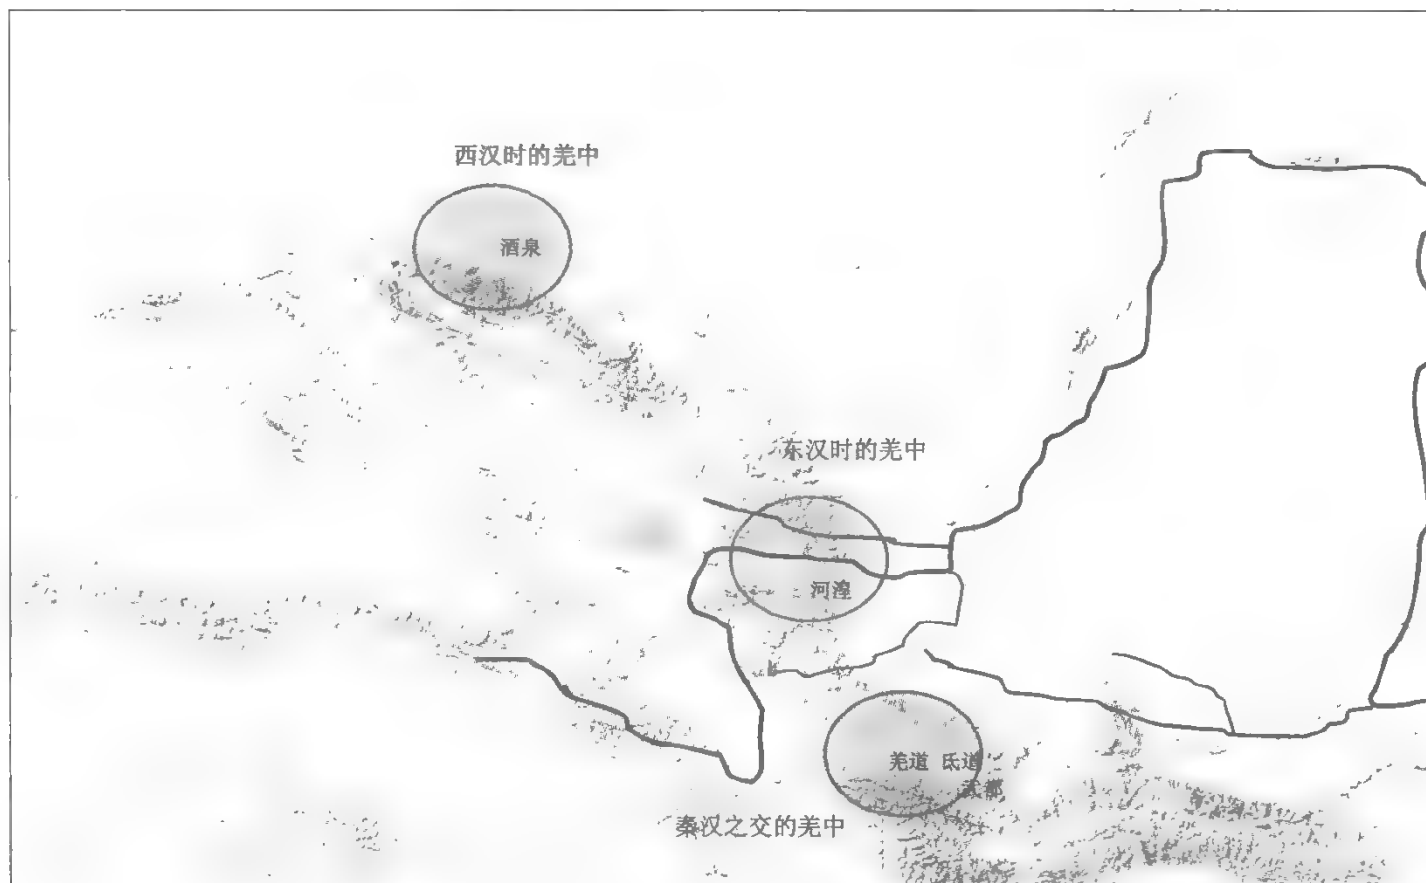 西汉时的羌中
酒泉
东汉时的羌中
河湟
羌道 氐道
武都
秦汉之交的羌中